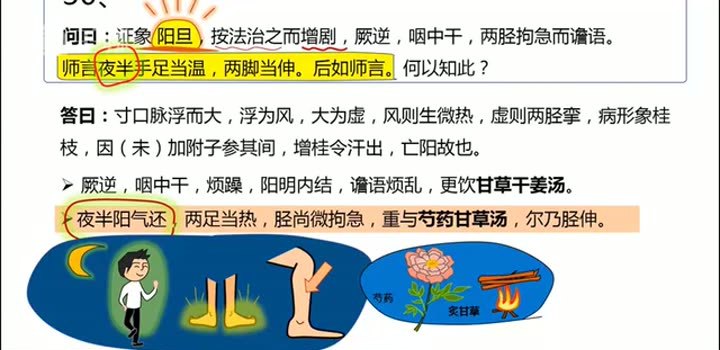 问曰：证象阳旦，按法治之而增剧，厥逆，咽中干，两胫拘急而谵语。
师言夜半手足当温，两脚当伸。后如师言。何以知此？
答曰：寸口脉浮而大，浮为风，大为虚，风则生微热，虚则两胫挛，病形象桂
枝，因（未）加附子参其间，增桂令汗出，亡阳故也。
➢ 厥逆，咽中干，烦躁，阳明内结，谵语烦乱，更饮甘草干姜汤。
➢ 夜半阳气还，两足当热，胫尚微拘急，重与芍药甘草汤，尔乃胫伸。
芍药
炙甘草